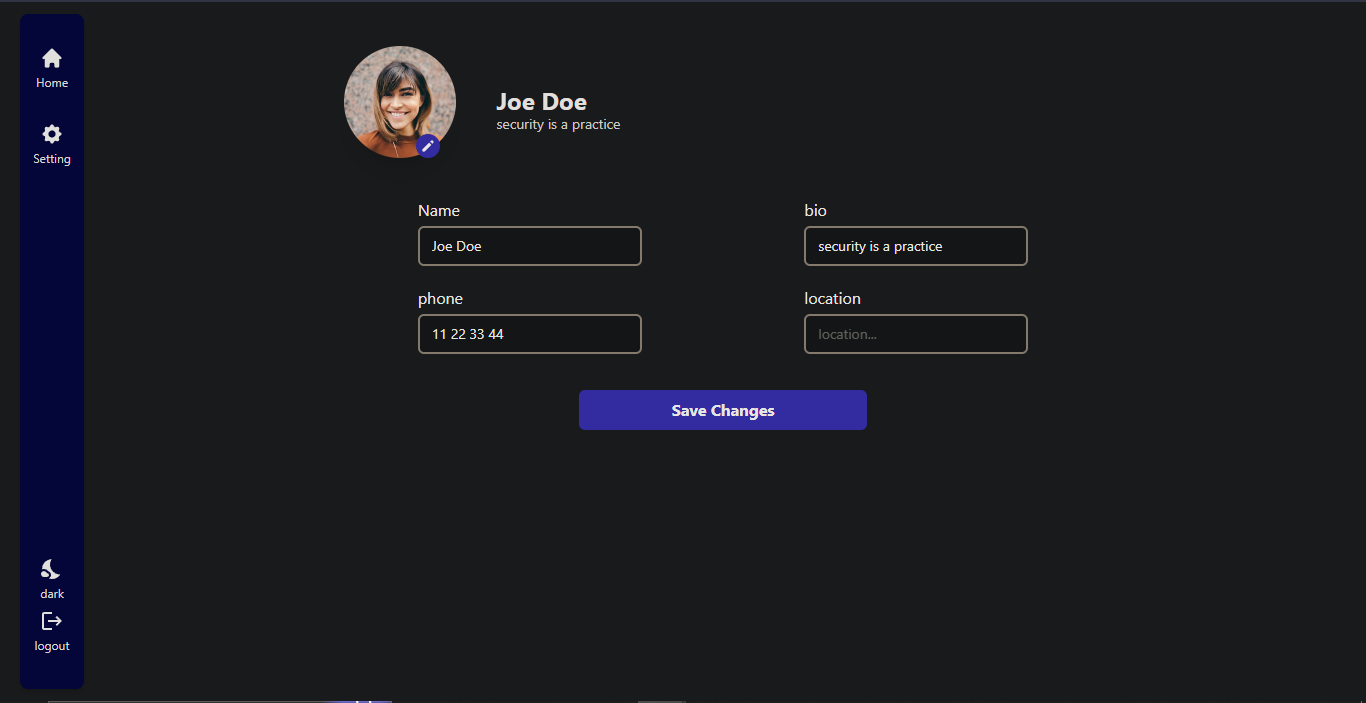 Home
Setting
dark
logout
Joe Doe
security is a practice
Name
Joe Doe
bio
security is a practice
phone
11 22 33 44
location
location...
Save Changes